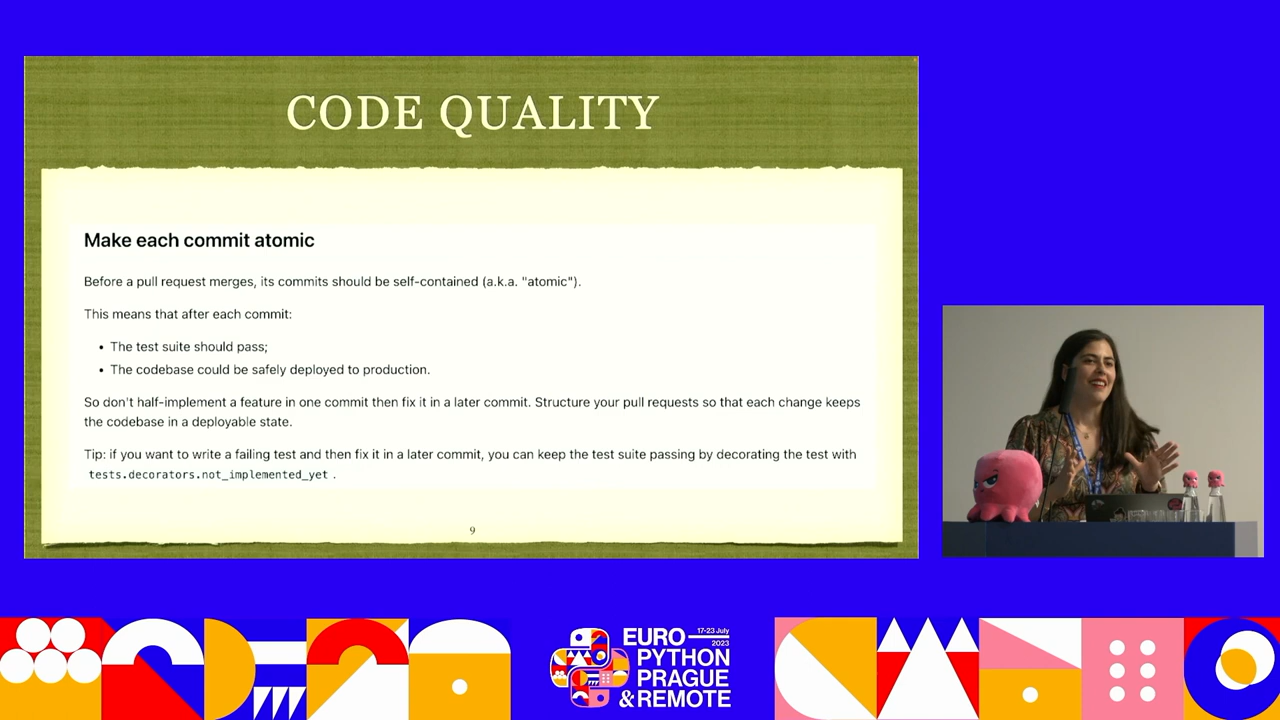 CODE QUALITY
Make each commit atomic
Before a pull request merges, its commits should be self-contained (a.k.a. "atomic").
This means that after each commit:
• The test suite should pass;
• The codebase could be safely deployed to production.
So don't half-implement a feature in one commit then fix it in a later commit. Structure your pull requests so that each change keeps
the codebase in a deployable state.
Tip: if you want to write a failing test and then fix it in a later commit, you can keep the test suite passing by decorating the test with
tests.decorators.not_implemented_yet .
9
EURO 17-23 July
2023
PYTHON
PRAGUE
& REMOTE